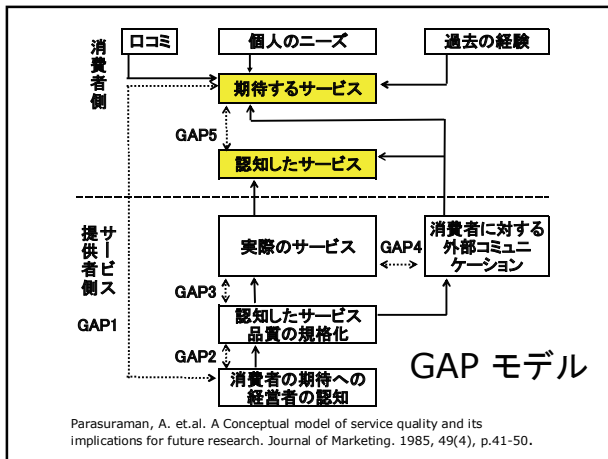 口コミ
個人のニーズ
過去の経験
消費者側
期待するサービス
GAP5
認知したサービス
サービス
提供者側
実際のサービス
GAP4
消費者に対する
外部コミュニ
ケーション
GAP3
GAP1
認知したサービス
品質の規格化
GAP2
GAP モデル
消費者の期待への
経営者の認知
Parasuraman, A. et.al. A Conceptual model of service quality and its
implications for future research. Journal of Marketing. 1985, 49(4), p.41-50.